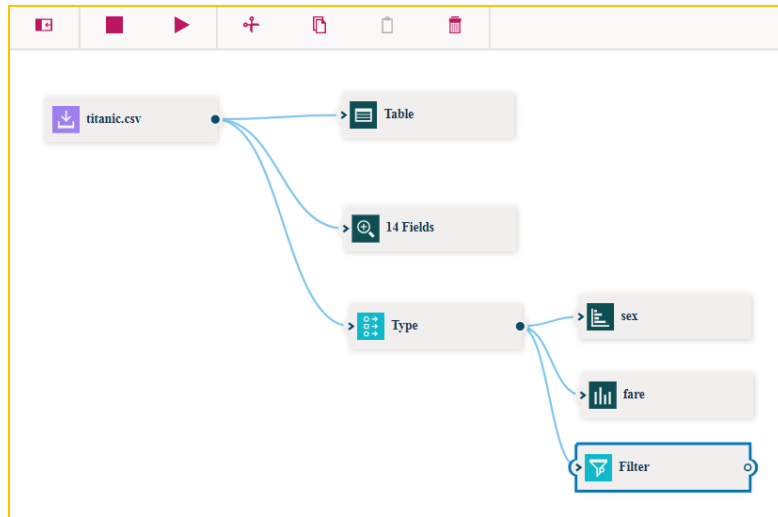 titanic.csv
Table
14 Fields
Type
sex
fare
Filter